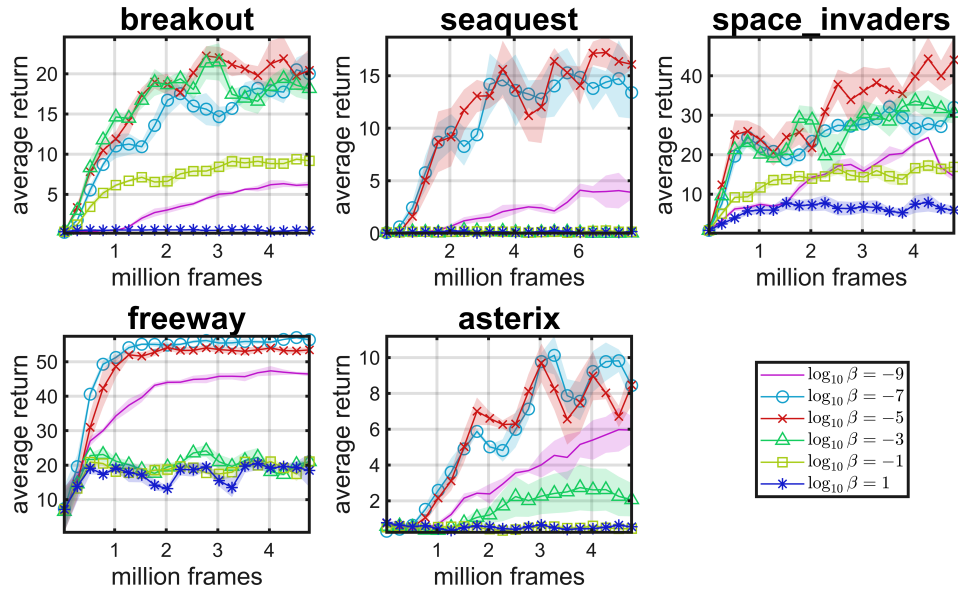 breakout
seaquest
space_invaders
average return
20
15
10
5
1 2 3 4
million frames
average return
15
10
5
0
2 4 6
million frames
average return
40
30
20
10
1 2 3 4
million frames
freeway
asterix
average return
50
40
30
20
10
1 2 3 4
million frames
average return
10
8
6
4
2
1 2 3 4
million frames
log₁₀ β = −9
log₁₀ β = −7
log₁₀ β = −5
log₁₀ β = −3
log₁₀ β = −1
log₁₀ β = 1